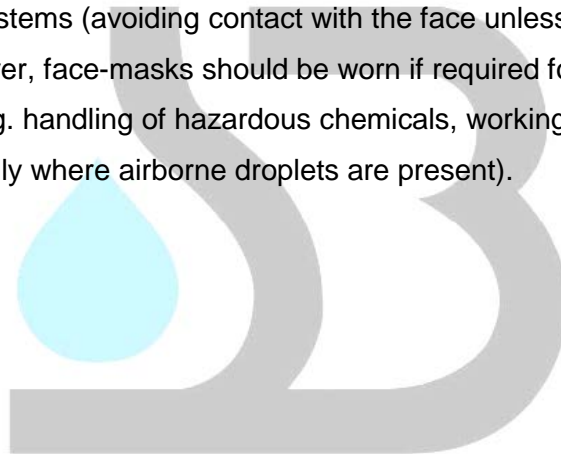 stems (avoiding contact with the face unless
er, face-masks should be worn if required fo
g. handling of hazardous chemicals, working
ly where airborne droplets are present).